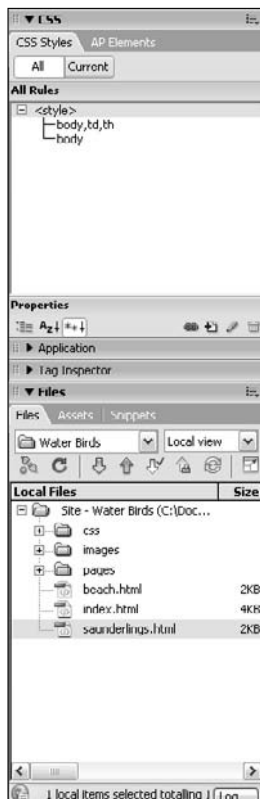 CSS
CSS Styles AP Elements
All Current
All Rules
<style>
body,td,th
body
Properties
Application
Tag Inspector
Files
Files Assets Snippets
Water Birds Local view
Local Files Size
Site - Water Birds (C:\Doc...
css
images
pages
beach.html 2KB
index.html 4KB
saunderlings.html 2KB
1 local items selected totalling 1 Log...